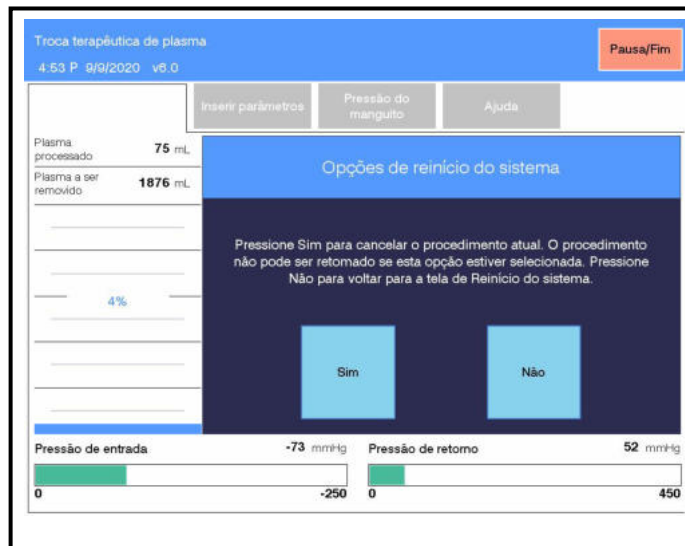 Troca terapêutica de plasma
4:53 P 9/9/2020 v6.0
Pausa/Fim
Inserir parâmetros
Pressão do
manguito
Ajuda
Plasma
processado
75 mL
Plasma a ser
removido
1876 mL
4%
Opções de reinício do sistema
Pressione Sim para cancelar o procedimento atual. O procedimento
não pode ser retomado se esta opção estiver selecionada. Pressione
Não para voltar para a tela de Reinício do sistema.
Sim
Não
Pressão de entrada
-73 mmHg
0
-250
Pressão de retorno
52 mmHg
0
450